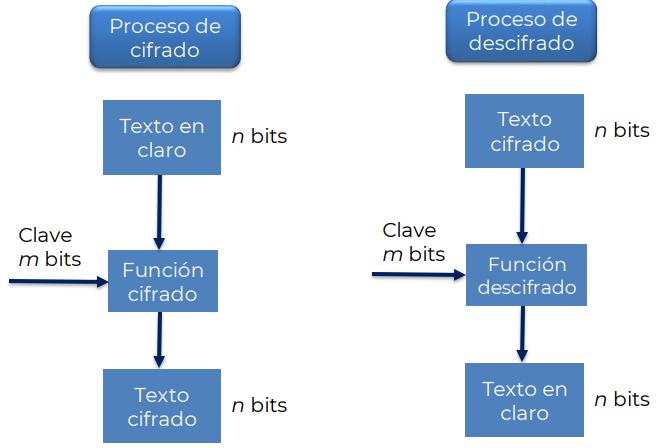 Proceso de
cifrado
Texto en
claro
n bits
Clave
m bits
Función
cifrado
Texto
cifrado
n bits
Proceso de
descifrado
Texto
cifrado
n bits
Clave
m bits
Función
descifrado
Texto en
claro
n bits